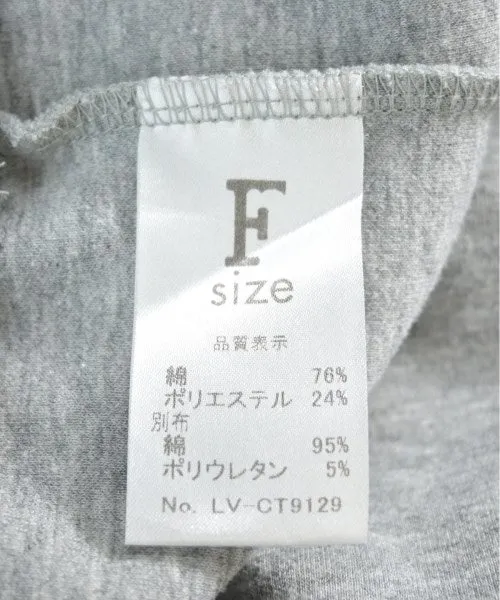 F
size
品質表示
綿 76%
ポリエステル 24%
別布
綿 95%
ポリウレタン 5%
No. LV-CT9129